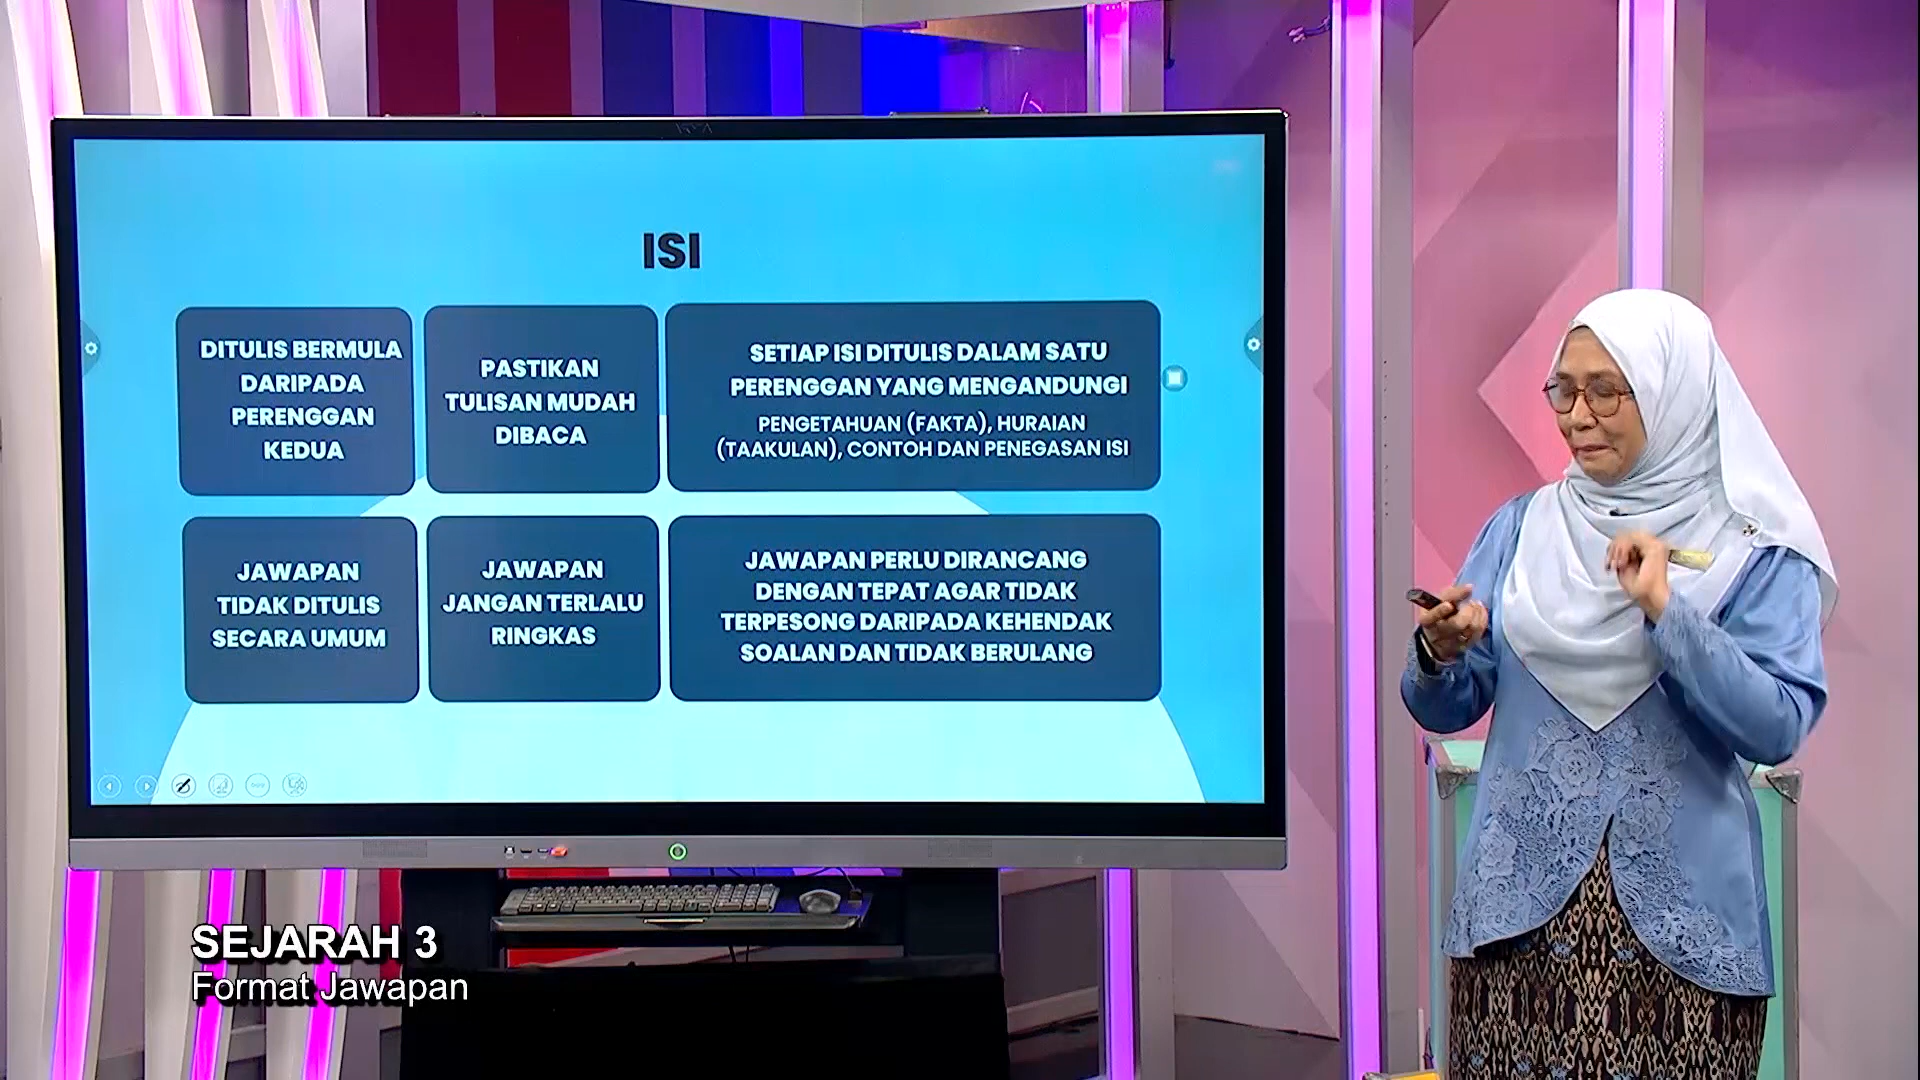 ISI
DITULIS BERMULA
DARIPADA
PERENGGAN
KEDUA
PASTIKAN
TULISAN MUDAH
DIBACA
SETIAP ISI DITULIS DALAM SATU
PERENGGAN YANG MENGANDUNGI
PENGETAHUAN (FAKTA), HURAIAN
(TAAKULAN), CONTOH DAN PENEGASAN ISI
JAWAPAN
TIDAK DITULIS
SECARA UMUM
JAWAPAN
JANGAN TERLALU
RINGKAS
JAWAPAN PERLU DIRANCANG
DENGAN TEPAT AGAR TIDAK
TERPESONG DARIPADA KEHENDAK
SOALAN DAN TIDAK BERULANG
SEJARAH 3
Format Jawapan